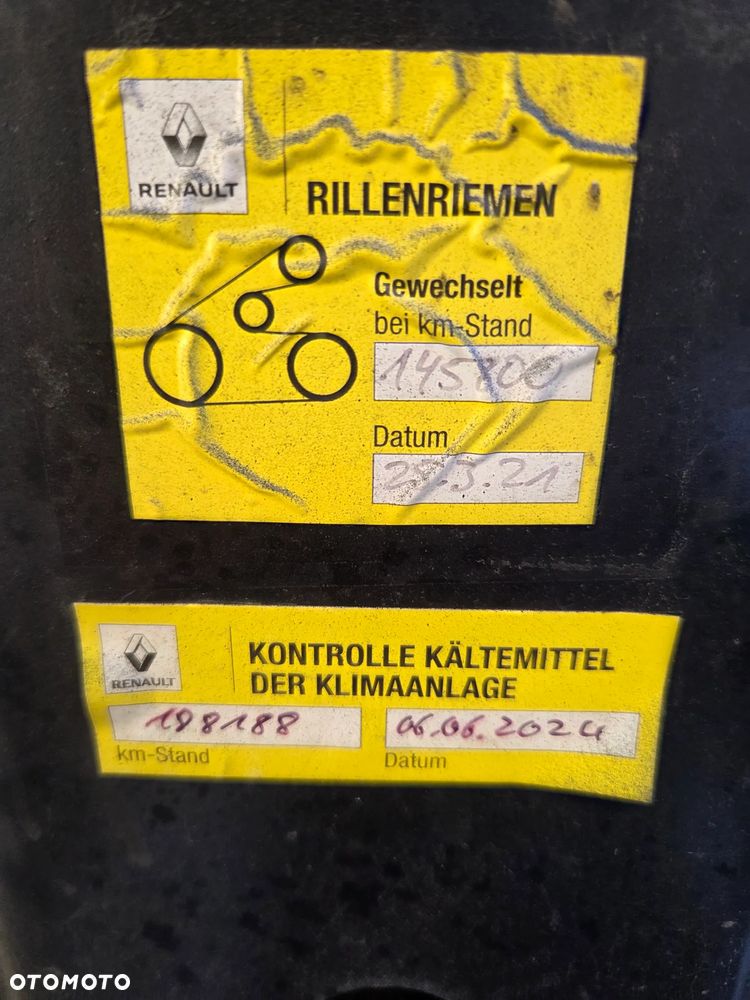 RENAULT
RILLENRIEMEN
Gewechselt
bei km-Stand
Datum
RENAULT
KONTROLLE KÄLTEMITTEL
DER KLIMAANLAGE
198188
06.06.2024
km-Stand
Datum
OTOMOTO